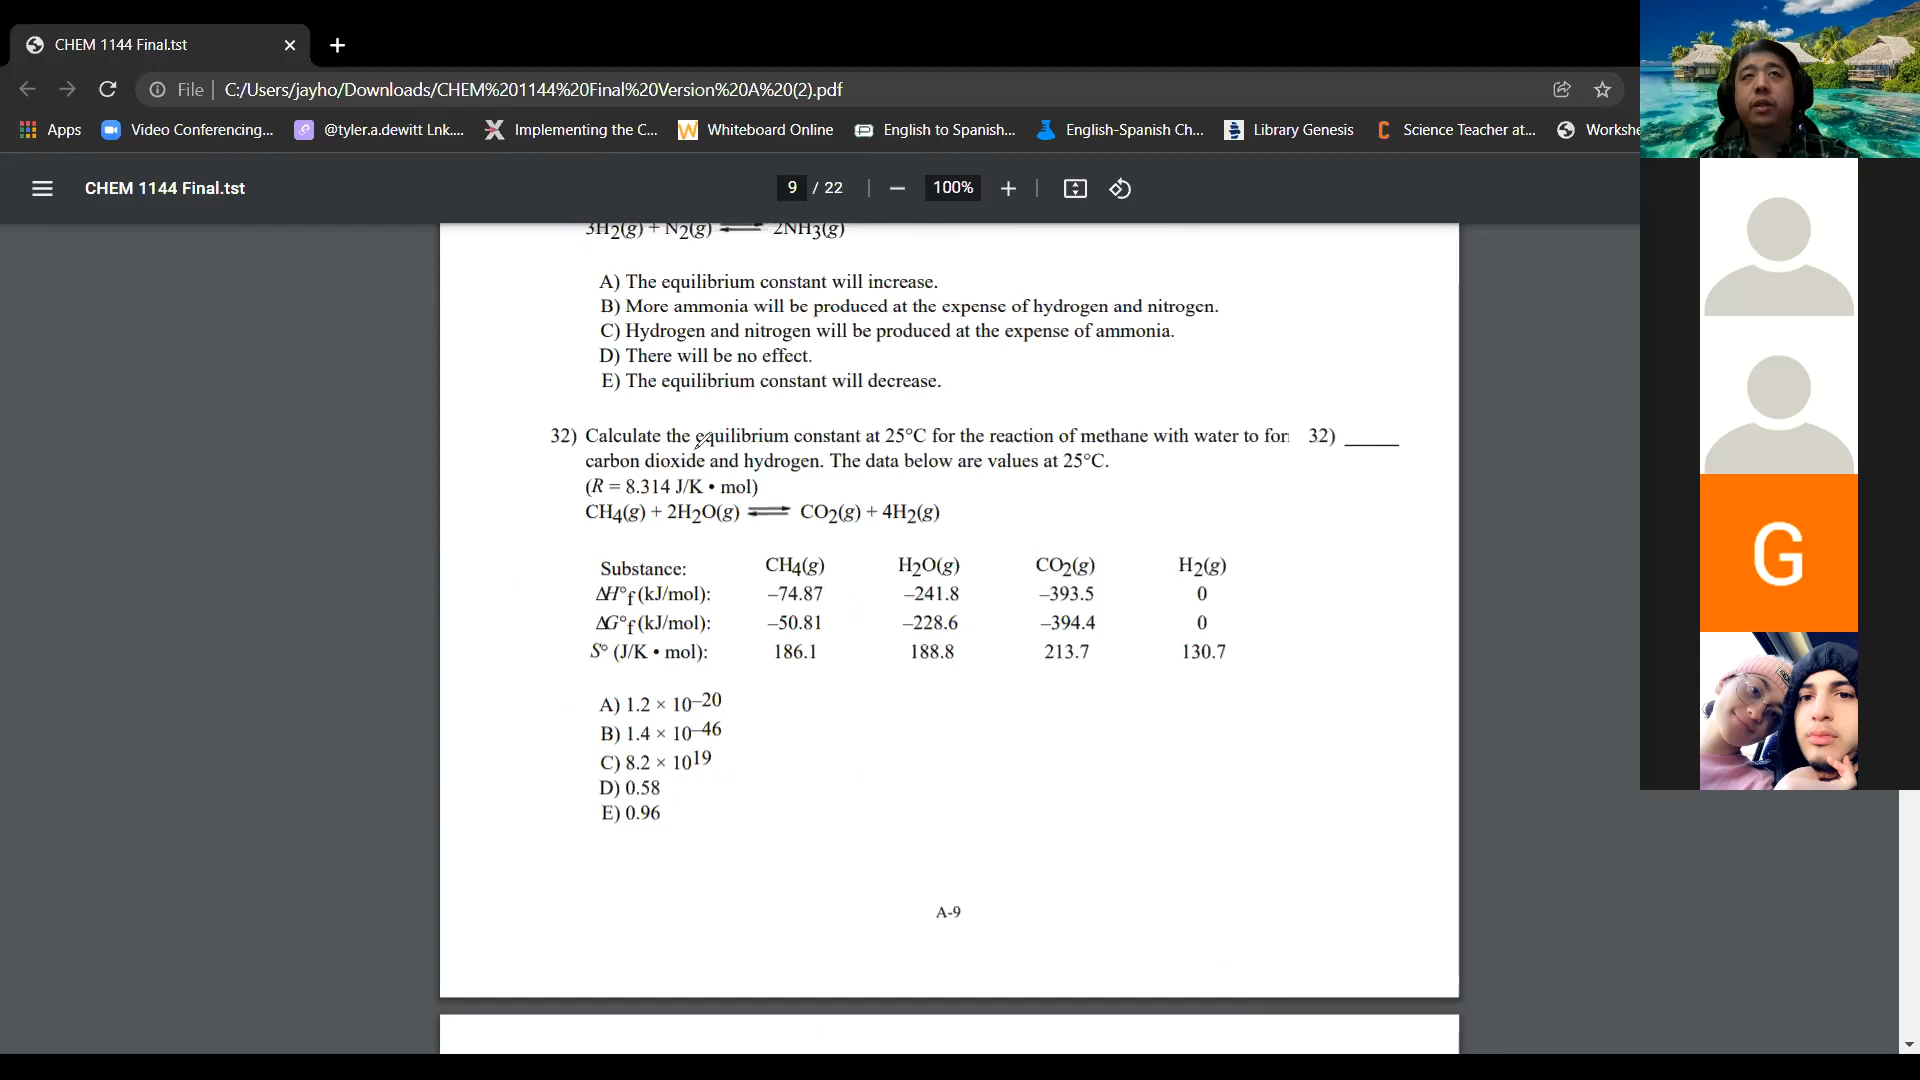 CHEM 1144 Final.tst
File | C:/Users/jayho/Downloads/CHEM%201144%20Final%20Version%20A%20(2).pdf
Apps Video Conferencing... @tyler.a.dewitt Lnk.... Implementing the C... Whiteboard Online English to Spanish... English-Spanish Ch... Library Genesis Science Teacher at... Workshe
CHEM 1144 Final.tst 9 / 22 100%
3H2(g) + N2(g) ⇌ 2NH3(g)
A) The equilibrium constant will increase.
B) More ammonia will be produced at the expense of hydrogen and nitrogen.
C) Hydrogen and nitrogen will be produced at the expense of ammonia.
D) There will be no effect.
E) The equilibrium constant will decrease.
32) Calculate the equilibrium constant at 25°C for the reaction of methane with water to for 32) _____
carbon dioxide and hydrogen. The data below are values at 25°C.
(R = 8.314 J/K • mol)
CH4(g) + 2H2O(g) ⇌ CO2(g) + 4H2(g)
Substance: CH4(g) H2O(g) CO2(g) H2(g)
ΔH°f (kJ/mol): –74.87 –241.8 –393.5 0
ΔG°f (kJ/mol): –50.81 –228.6 –394.4 0
S° (J/K • mol): 186.1 188.8 213.7 130.7
A) 1.2 × 10–20
B) 1.4 × 10–46
C) 8.2 × 1019
D) 0.58
E) 0.96
A-9
G